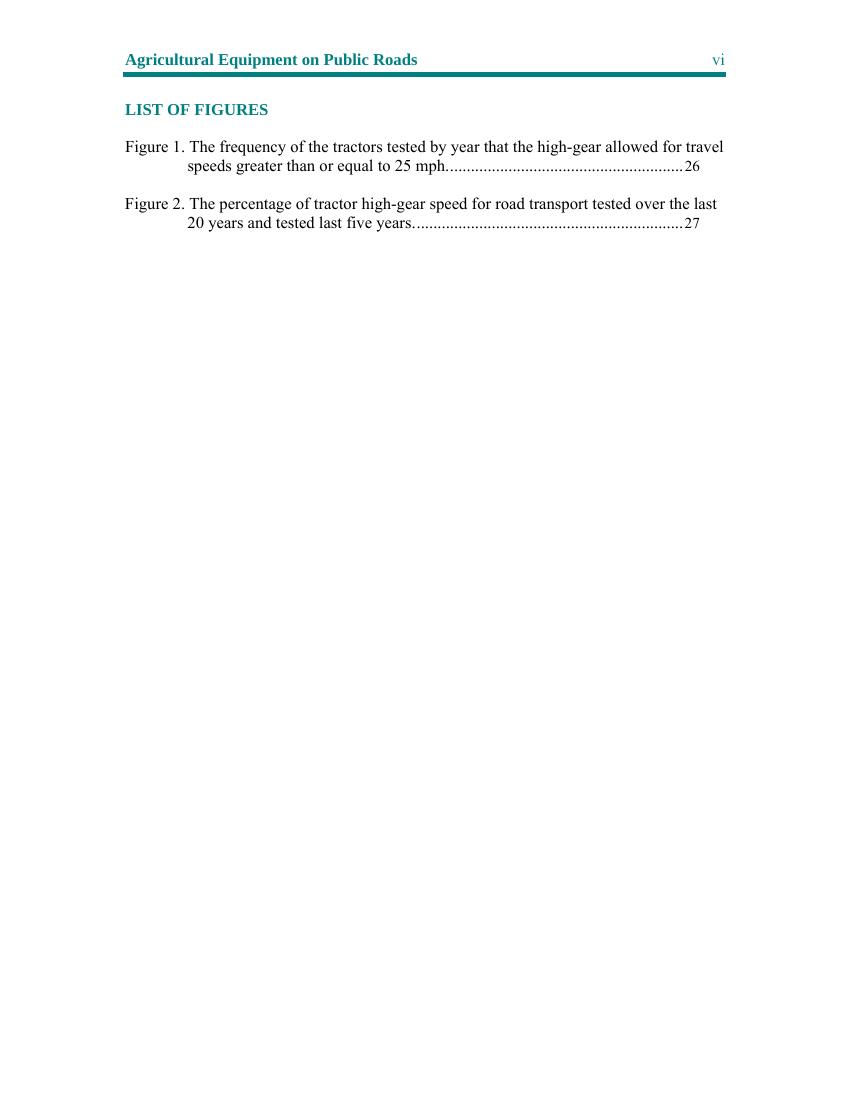 Agricultural Equipment on Public Roads vi
LIST OF FIGURES
Figure 1. The frequency of the tractors tested by year that the high-gear allowed for travel
speeds greater than or equal to 25 mph..........................................................26
Figure 2. The percentage of tractor high-gear speed for road transport tested over the last
20 years and tested last five years..................................................................27